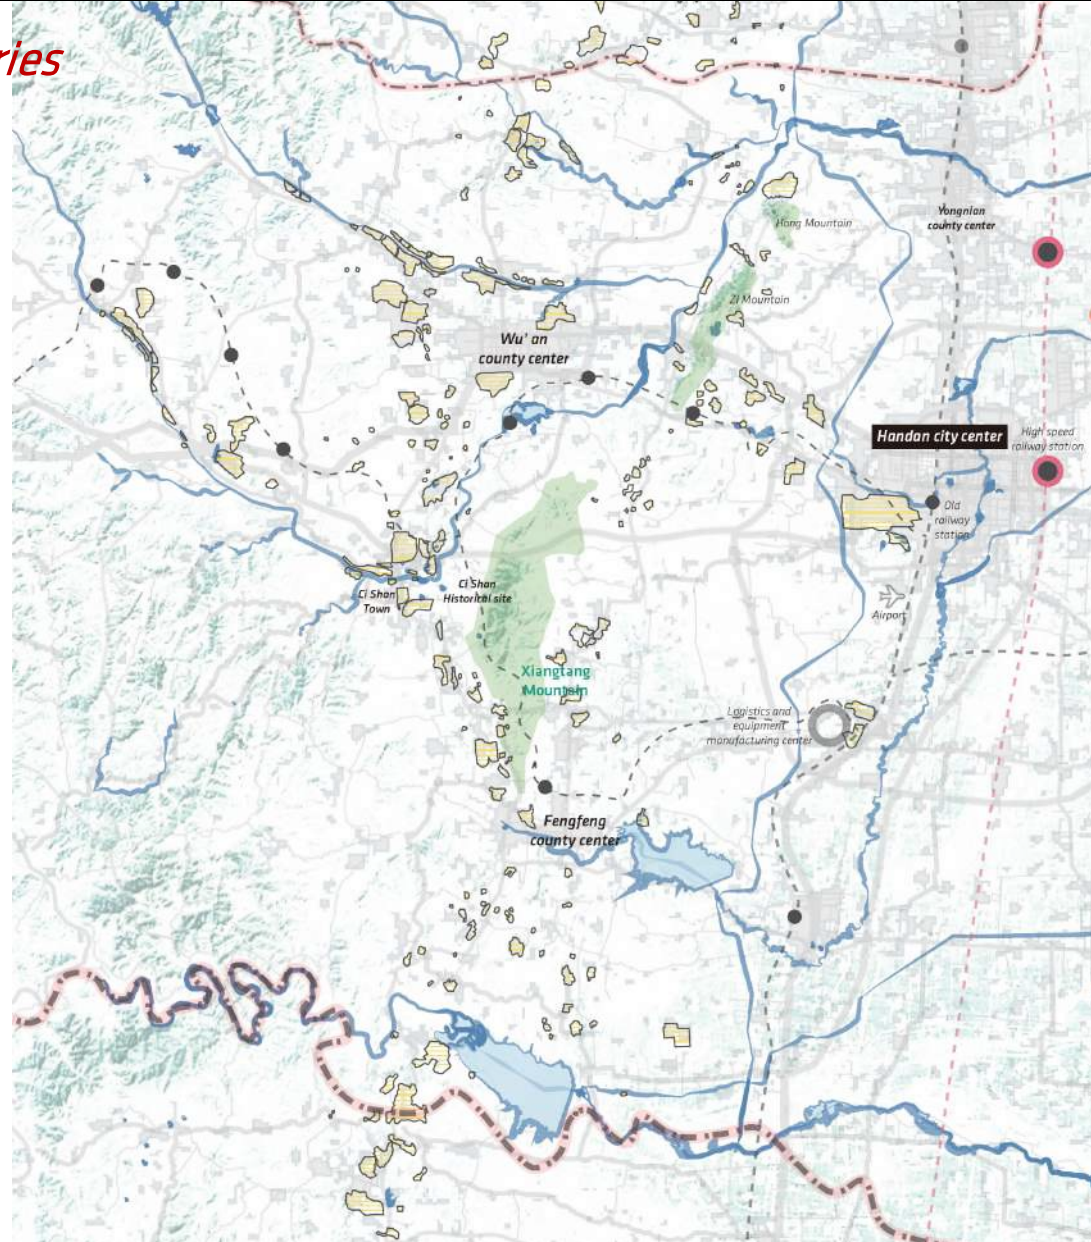 ries
Yongnian
county center
Hong Mountain
ZI Mountain
Wu' an
county center
Handan city center
High speed
railway station
Old
railway
station
Ci Shan
Historical site
Ci Shan
Town
Airport
Xiangtang
Mountain
Logistics and
equipment
manufacturing center
Fengfeng
county center